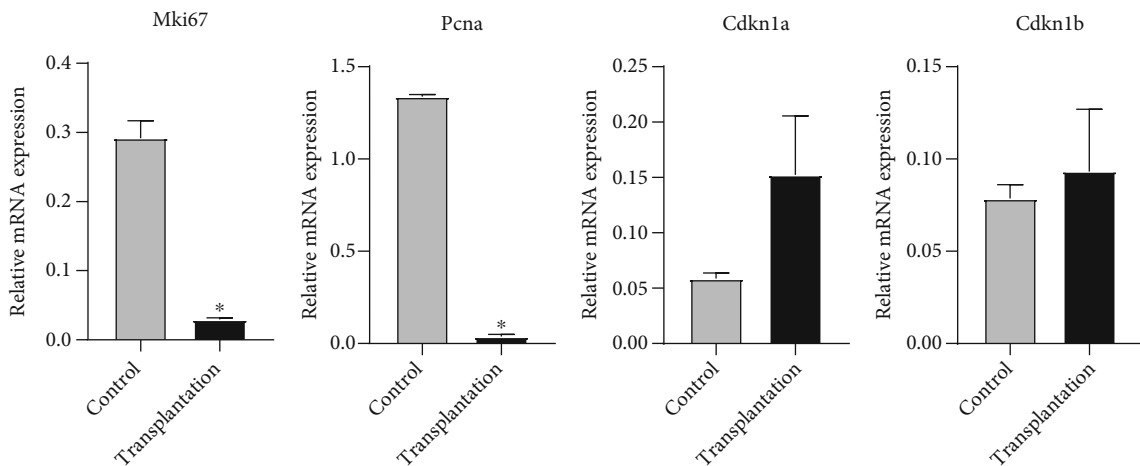 Mki67
Relative mRNA expression
0.4
0.3
0.2
0.1
0.0
*
Control
Transplantation
Pcna
Relative mRNA expression
1.5
1.0
0.5
0.0
*
Control
Transplantation
Cdkn1a
Relative mRNA expression
0.25
0.20
0.15
0.10
0.05
0.00
Control
Transplantation
Cdkn1b
Relative mRNA expression
0.15
0.10
0.05
0.00
Control
Transplantation